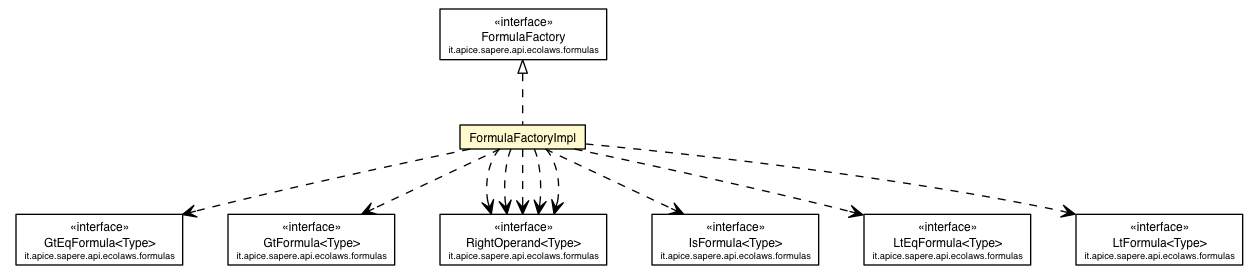 «interface»
FormulaFactory
it.apice.sapere.api.ecolaws.formulas
FormulaFactoryImpl
«interface»
GtEqFormula<Type>
it.apice.sapere.api.ecolaws.formulas
«interface»
GtFormula<Type>
it.apice.sapere.api.ecolaws.formulas
«interface»
RightOperand<Type>
it.apice.sapere.api.ecolaws.formulas
«interface»
IsFormula<Type>
it.apice.sapere.api.ecolaws.formulas
«interface»
LtEqFormula<Type>
it.apice.sapere.api.ecolaws.formulas
«interface»
LtFormula<Type>
it.apice.sapere.api.ecolaws.formulas